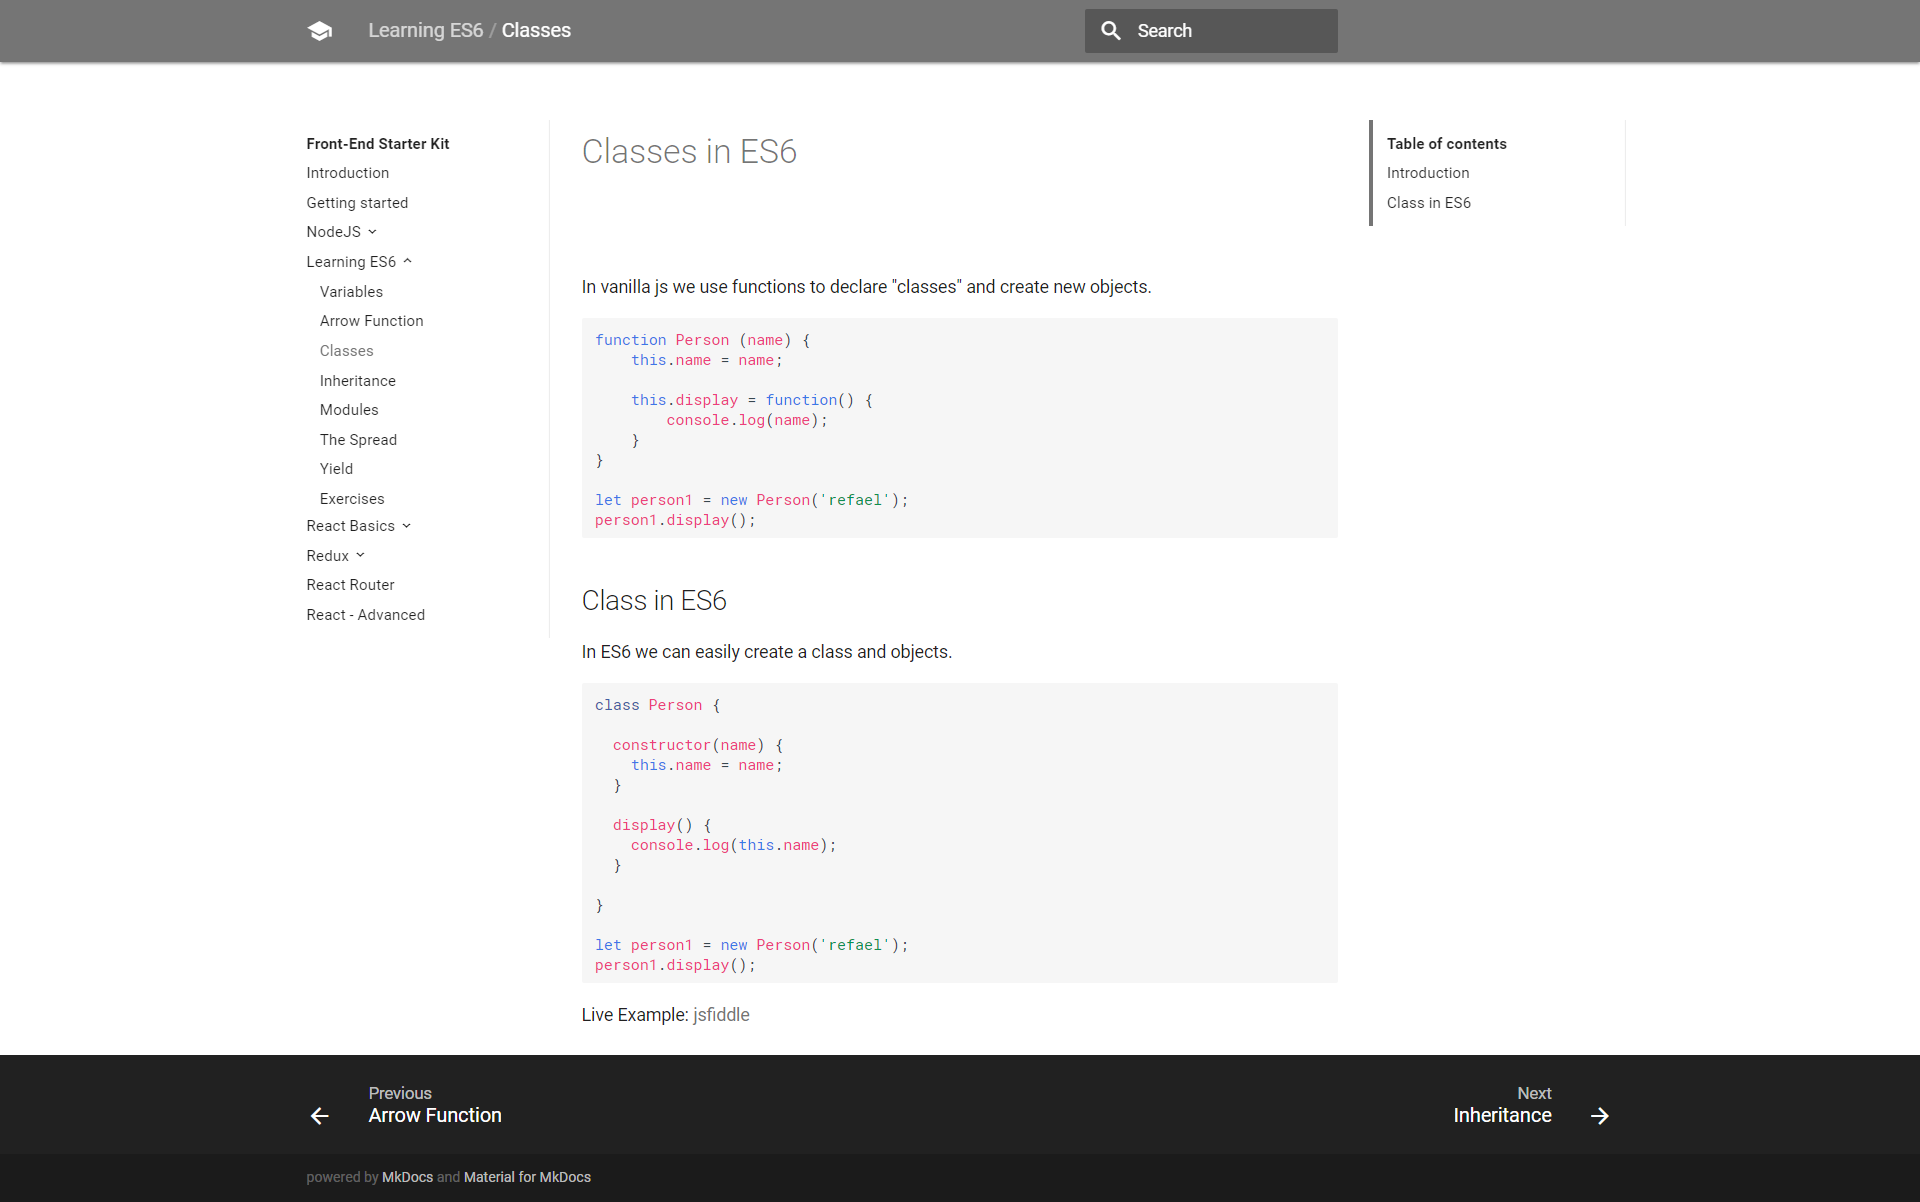 Learning ES6 / Classes
Search
Front-End Starter Kit
Introduction
Getting started
NodeJS
Learning ES6
Variables
Arrow Function
Classes
Inheritance
Modules
The Spread
Yield
Exercises
React Basics
Redux
React Router
React - Advanced
Classes in ES6
In vanilla js we use functions to declare "classes" and create new objects.
function Person (name) {
    this.name = name;

    this.display = function() {
        console.log(name);
    }
}

let person1 = new Person('refael');
person1.display();
Class in ES6
In ES6 we can easily create a class and objects.
class Person {

  constructor(name) {
    this.name = name;
  }

  display() {
    console.log(this.name);
  }

}

let person1 = new Person('refael');
person1.display();
Live Example: jsfiddle
Table of contents
Introduction
Class in ES6
Previous
Arrow Function
Next
Inheritance
powered by MkDocs and Material for MkDocs